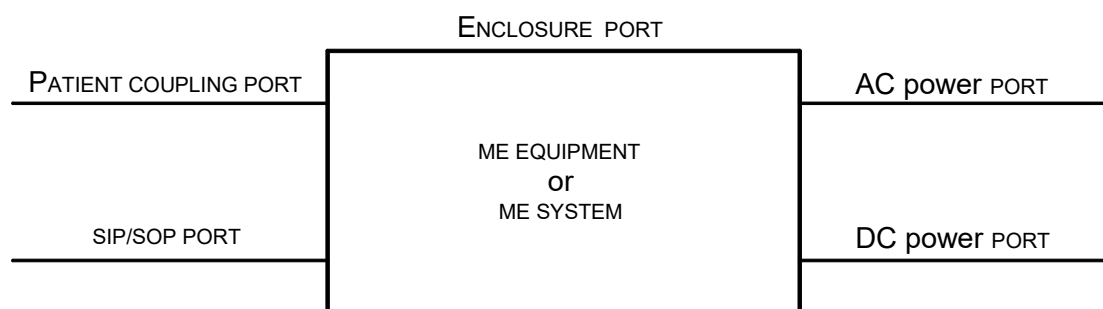 ENCLOSURE PORT
PATIENT COUPLING PORT
AC power PORT
ME EQUIPMENT
or
ME SYSTEM
SIP/SOP PORT
DC power PORT